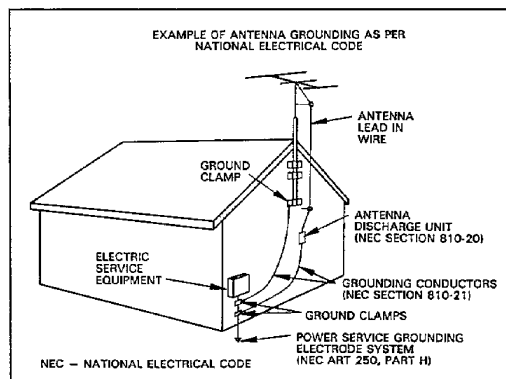 EXAMPLE OF ANTENNA GROUNDING AS PER
NATIONAL ELECTRICAL CODE
ANTENNA
LEAD IN
WIRE
GROUND
CLAMP
ANTENNA
DISCHARGE UNIT
(NEC SECTION 810-20)
ELECTRIC
SERVICE
EQUIPMENT
GROUNDING CONDUCTORS
(NEC SECTION 810-21)
GROUND CLAMPS
POWER SERVICE GROUNDING
ELECTRODE SYSTEM
(NEC ART 250, PART H)
NEC – NATIONAL ELECTRICAL CODE